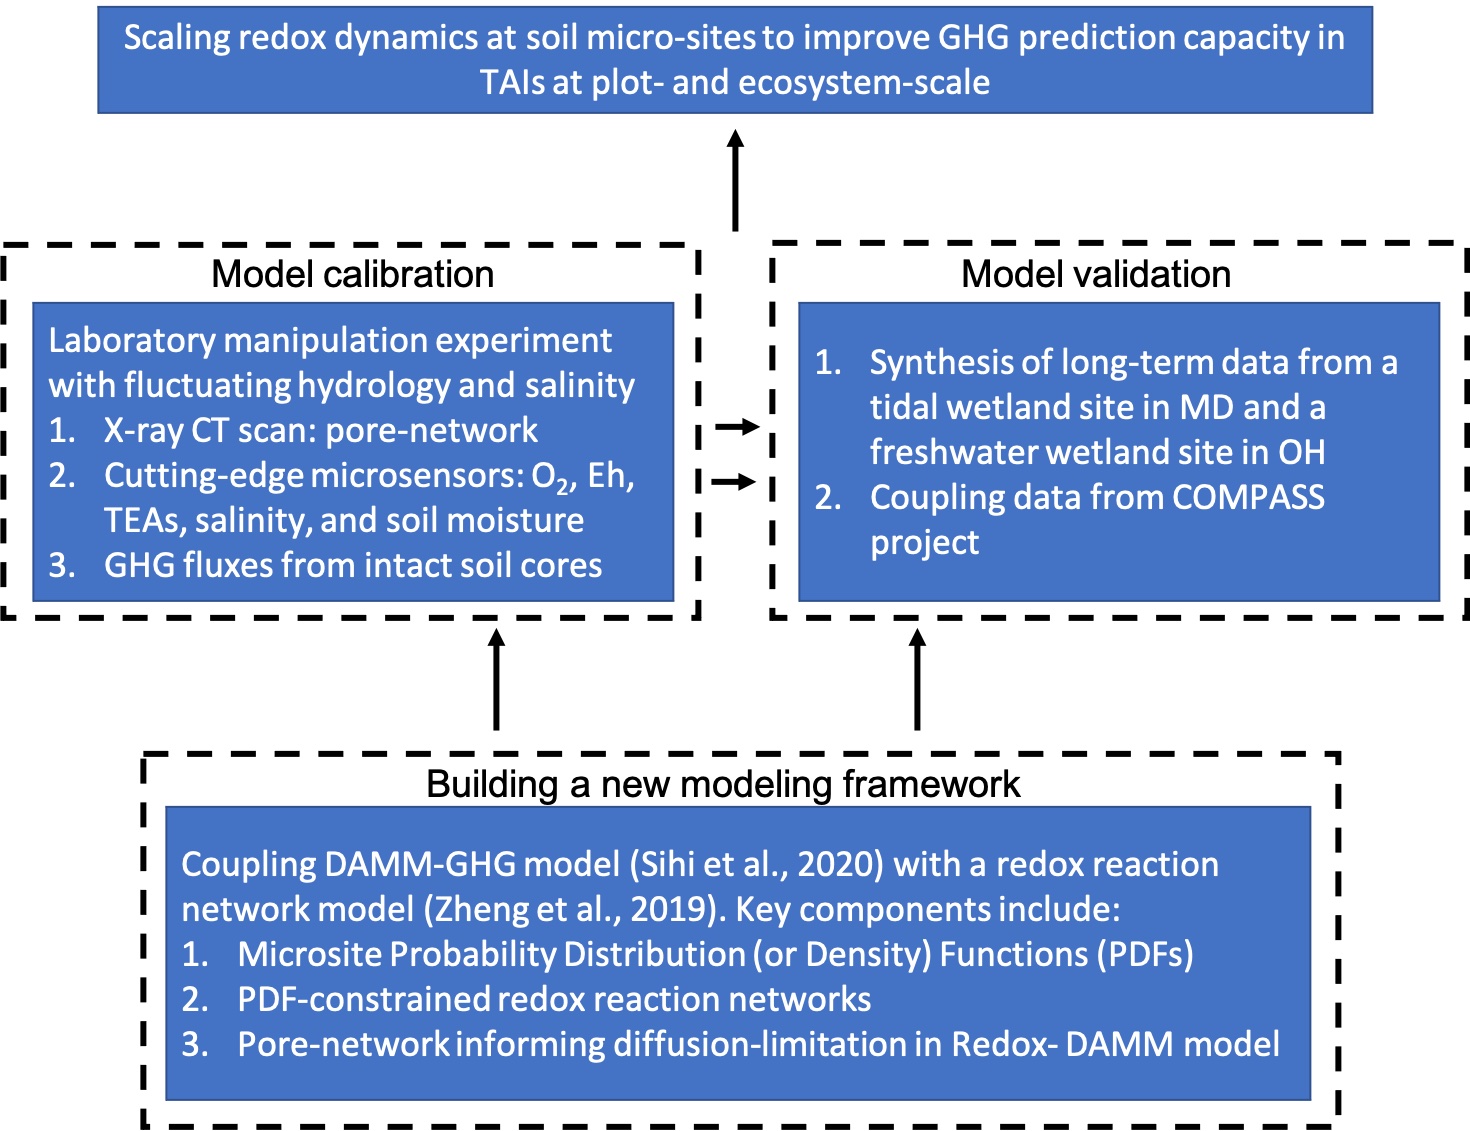 Scaling redox dynamics at soil micro-sites to improve GHG prediction capacity in
TAIs at plot- and ecosystem-scale
Model calibration
Laboratory manipulation experiment
with fluctuating hydrology and salinity
1. X-ray CT scan: pore-network
2. Cutting-edge microsensors: O₂, Eh,
TEAs, salinity, and soil moisture
3. GHG fluxes from intact soil cores
Model validation
1. Synthesis of long-term data from a
tidal wetland site in MD and a
freshwater wetland site in OH
2. Coupling data from COMPASS
project
Building a new modeling framework
Coupling DAMM-GHG model (Sihi et al., 2020) with a redox reaction
network model (Zheng et al., 2019). Key components include:
1. Microsite Probability Distribution (or Density) Functions (PDFs)
2. PDF-constrained redox reaction networks
3. Pore-network informing diffusion-limitation in Redox- DAMM model